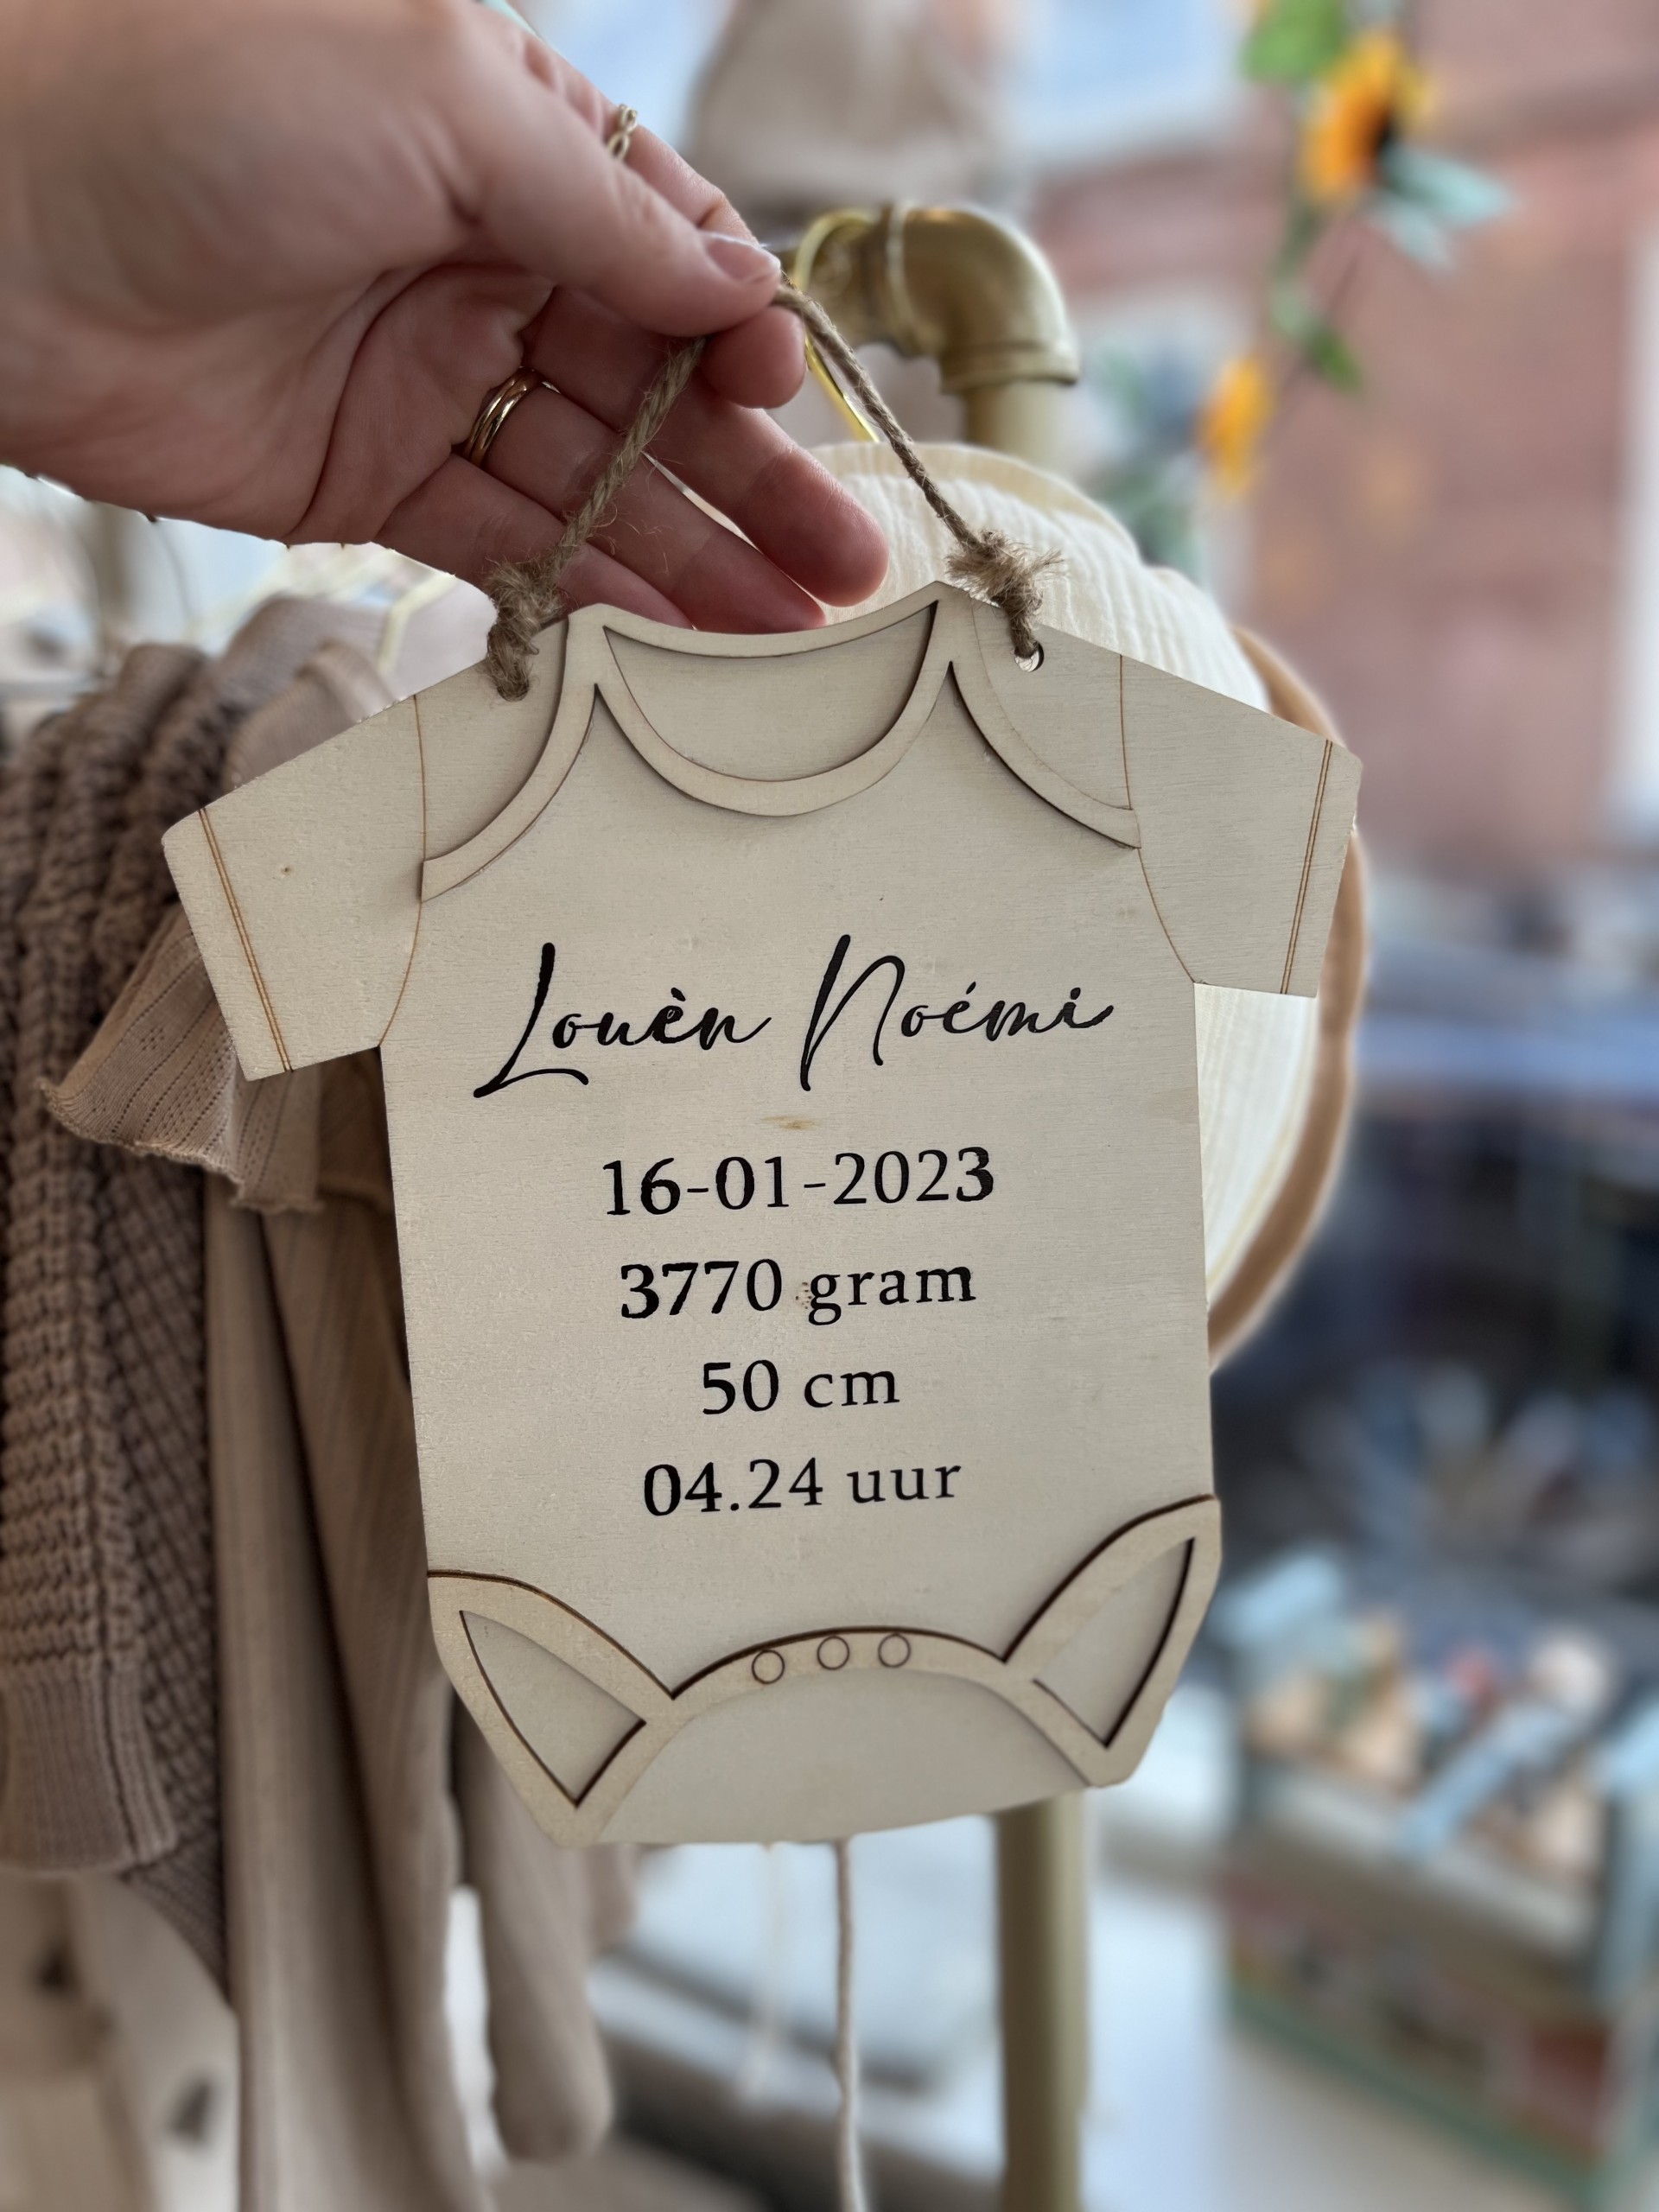 Louèn Noémi
16-01-2023
3770 gram
50 cm
04.24 uur